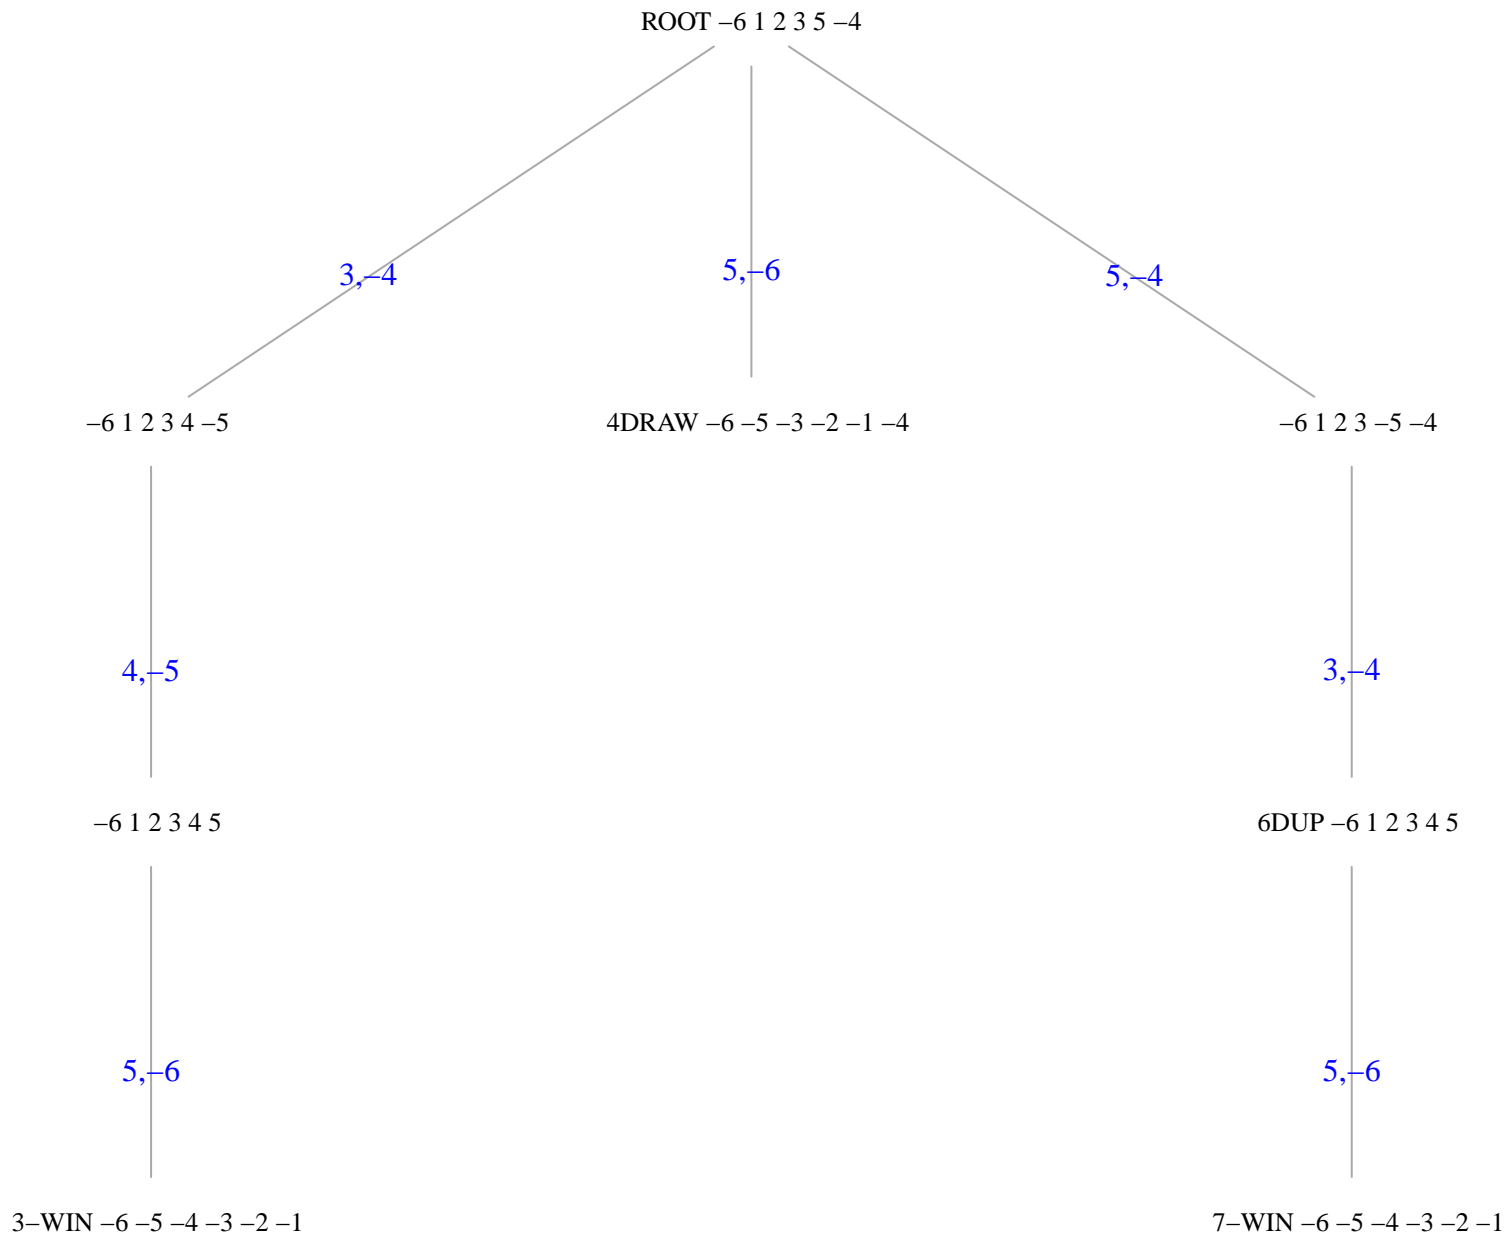 ROOT –6 1 2 3 5 –4
3,–4
5,–6
5,–4
–6 1 2 3 4 –5
4DRAW –6 –5 –3 –2 –1 –4
–6 1 2 3 –5 –4
4,–5
3,–4
–6 1 2 3 4 5
6DUP –6 1 2 3 4 5
5,–6
5,–6
3–WIN –6 –5 –4 –3 –2 –1
7–WIN –6 –5 –4 –3 –2 –1